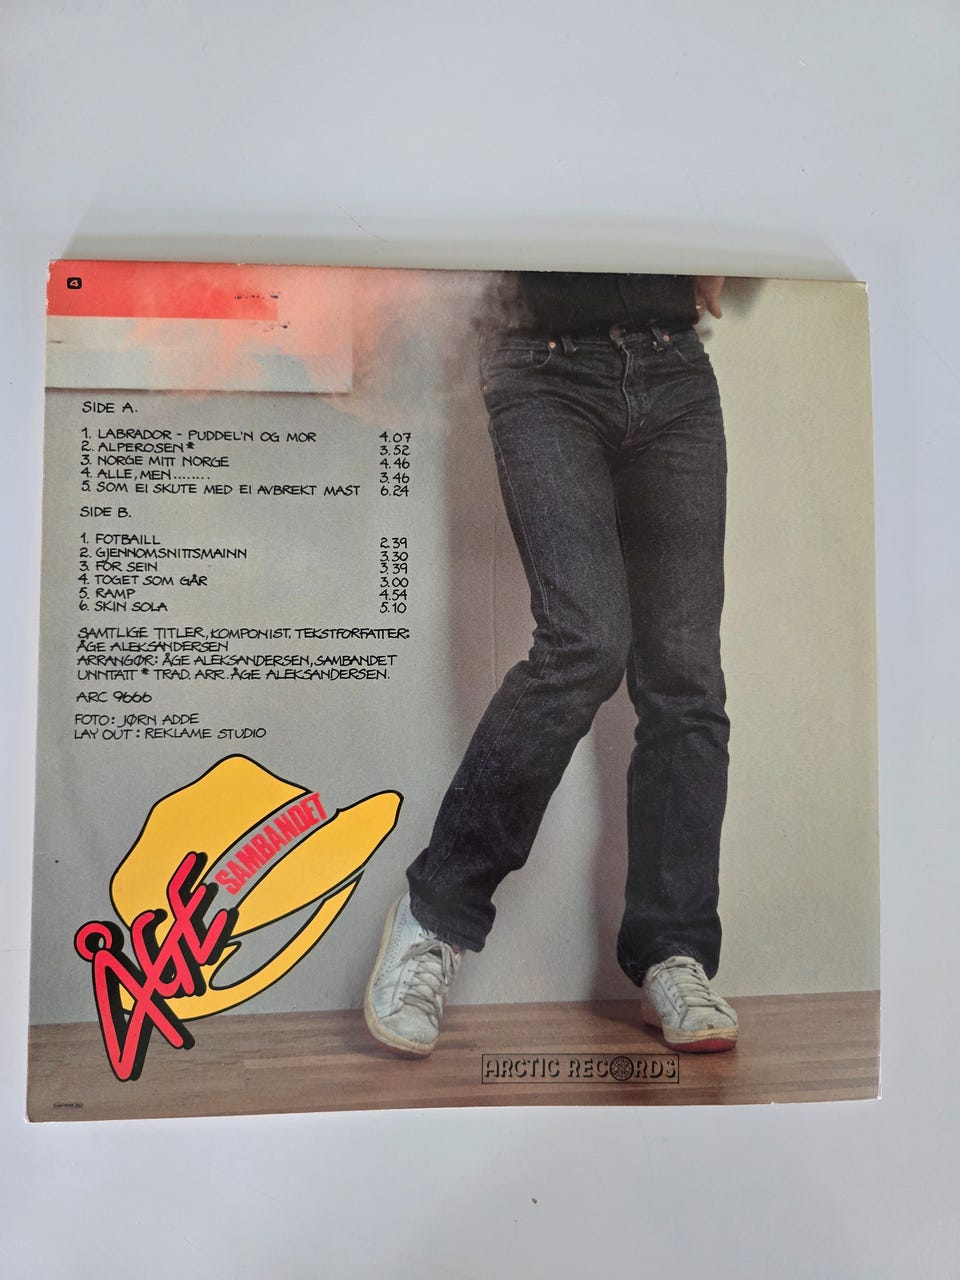 4
SIDE A.
1. LABRADOR - PUDDEL'N OG MOR 4.07
2. ALPEROSEN* 3.52
3. NORGE MITT NORGE 4.46
4. ALLE, MEN........ 3.46
5. SOM EI SKUTE MED EI AVBREKT MAST 6.24
SIDE B.
1. FOTBAILL 2.39
2. GJENNOMSNITTSMAINN 3.30
3. FOR SEIN 3.39
4. TOGET SOM GÅR 3.00
5. RAMP 4.54
6. SKIN SOLA 5.10
SAMTLIGE TITLER, KOMPONIST, TEKSTFORFATTER:
ÅGE ALEKSANDERSEN
ARRANGØR: ÅGE ALEKSANDERSEN, SAMBANDET
UNNTATT * TRAD. ARR. ÅGE ALEKSANDERSEN.
ARC 9666
FOTO: JØRN ADDE
LAY OUT: REKLAME STUDIO
SAMBANDET
ÅGE
ARCTIC RECORDS